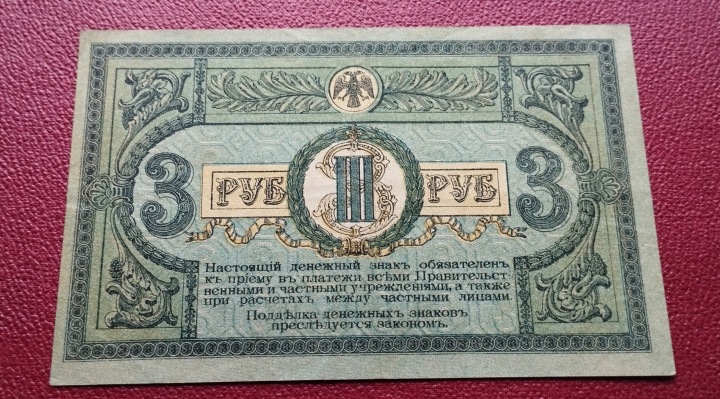 3 РУБ III РУБ 3
Настоящій денежный знакъ обязателенъ
къ пріему въ платежи всѣми Правительст-
венными и частными учрежденіями, а также
при расчетахъ между частными лицами.
Поддѣлка денежныхъ знаковъ
преслѣдуется закономъ.